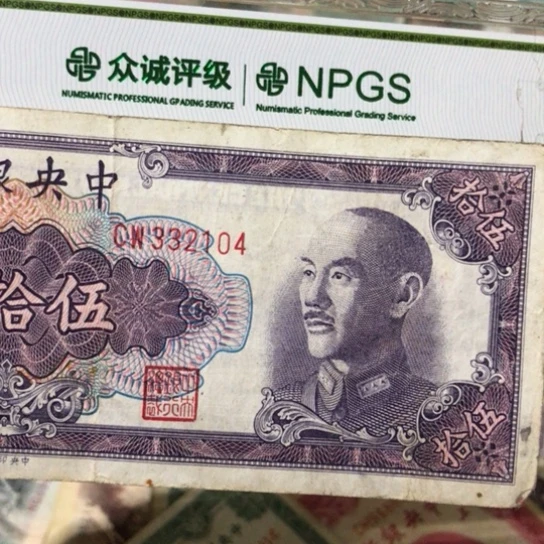 众诚评级 NPGS
NUMISMATIC PROFESSIONAL GRADING SERVICE Numismatic Professional Grading Service
拾伍
銀央中
CW332104
拾伍
拾伍